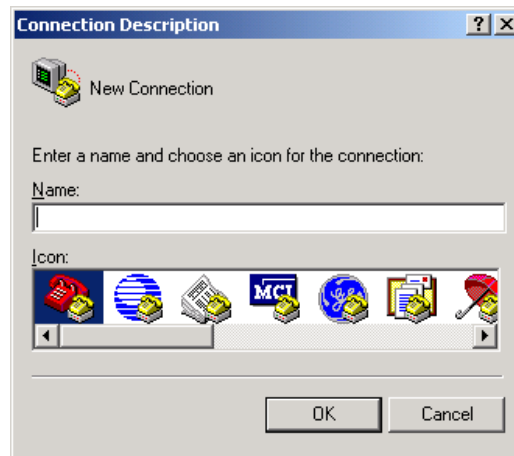 Connection Description
New Connection
Enter a name and choose an icon for the connection:
Name:
Icon:
MCI
OK
Cancel